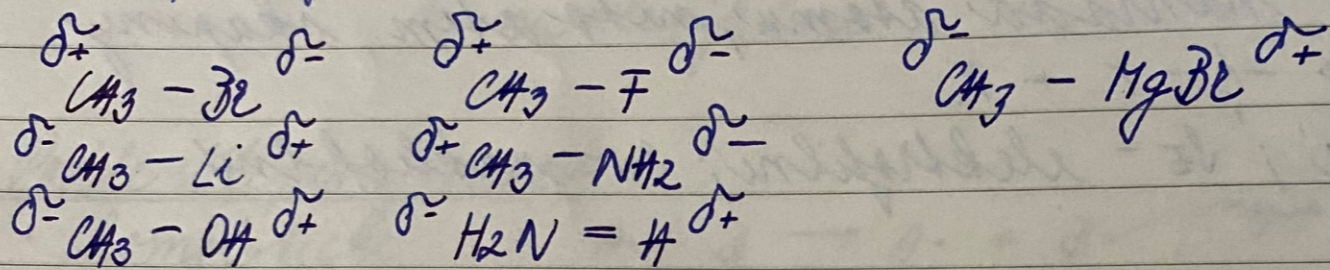 δ+ CH3 – Br δ- δ+ CH3 – F δ- δ- CH3 – MgBr δ+
δ- CH3 – Li δ+ δ+ CH3 – NH2 δ-
δ- CH3 – OH δ+ δ- H2N = H δ+